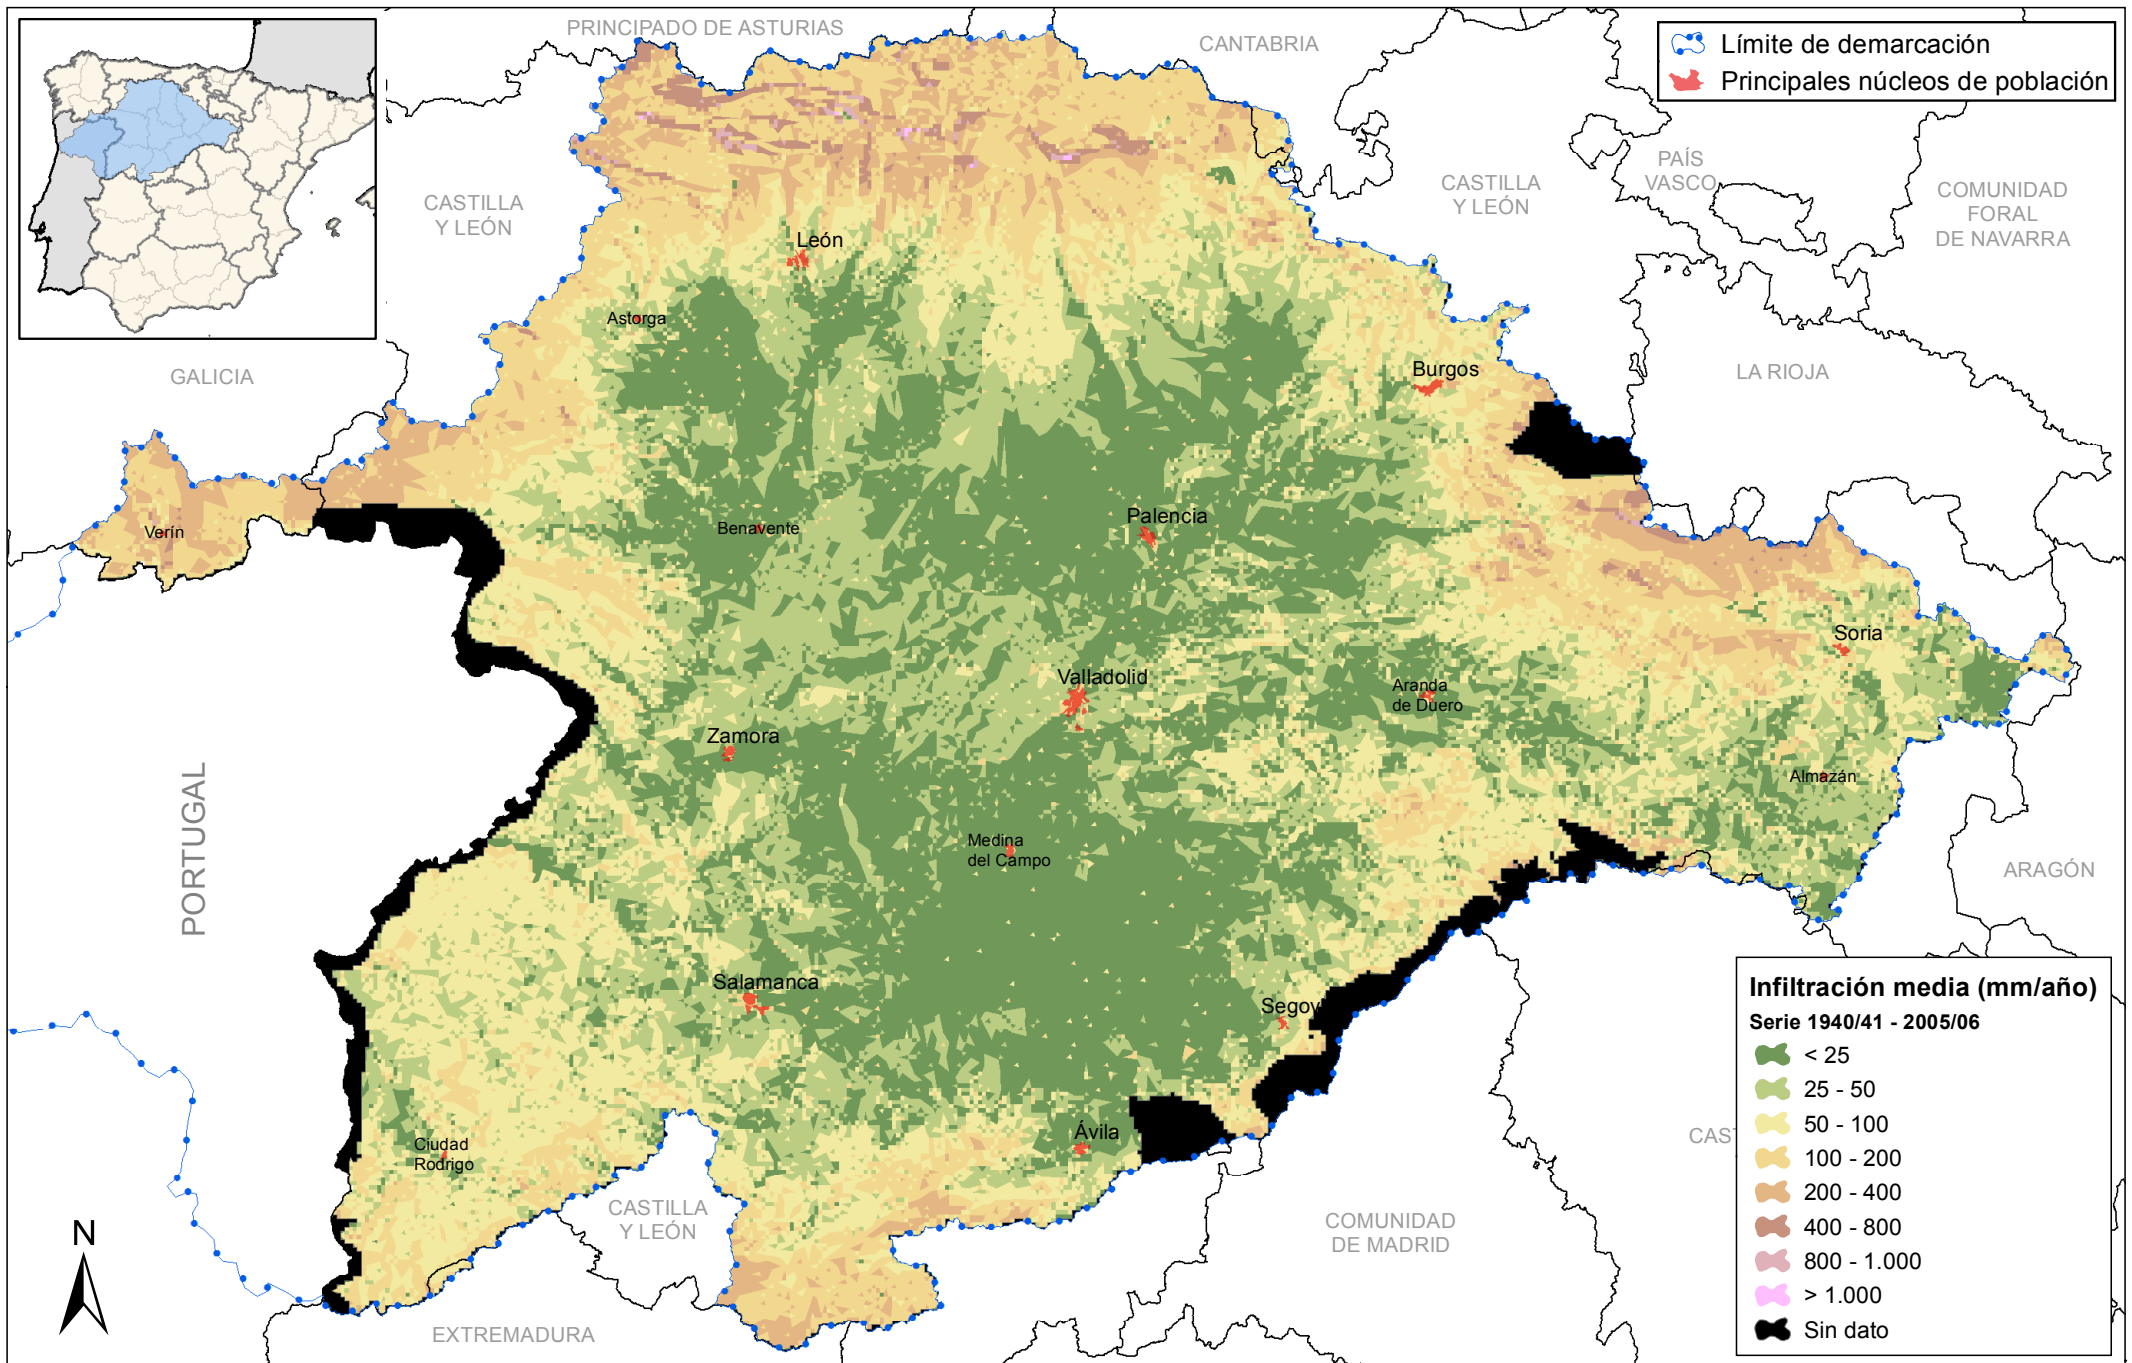 PRINCIPADO DE ASTURIAS
CANTABRIA
Límite de demarcación
Principales núcleos de población
CASTILLA
Y LEÓN
CASTILLA
Y LEÓN
PAÍS
VASCO
COMUNIDAD
FORAL
DE NAVARRA
León
Astorga
GALICIA
Burgos
LA RIOJA
Verín
Benavente
Palencia
Soria
Valladolid
Aranda
de Duero
Zamora
Almazán
PORTUGAL
Medina
del Campo
ARAGÓN
Salamanca
Segov
Ciudad
Rodrigo
Ávila
CAST
CASTILLA
Y LEÓN
COMUNIDAD
DE MADRID
EXTREMADURA
N
Infiltración media (mm/año)
Serie 1940/41 - 2005/06
< 25
25 - 50
50 - 100
100 - 200
200 - 400
400 - 800
800 - 1.000
> 1.000
Sin dato